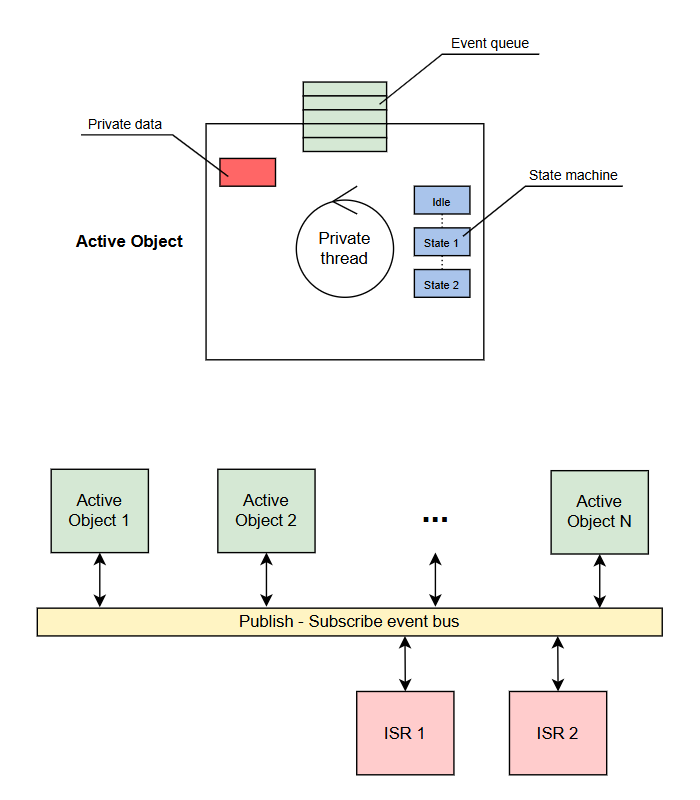 Event queue
Private data
State machine
Idle
Active Object
Private
thread
State 1
State 2
Active
Object 1
Active
Object 2
...
Active
Object N
Publish - Subscribe event bus
ISR 1
ISR 2